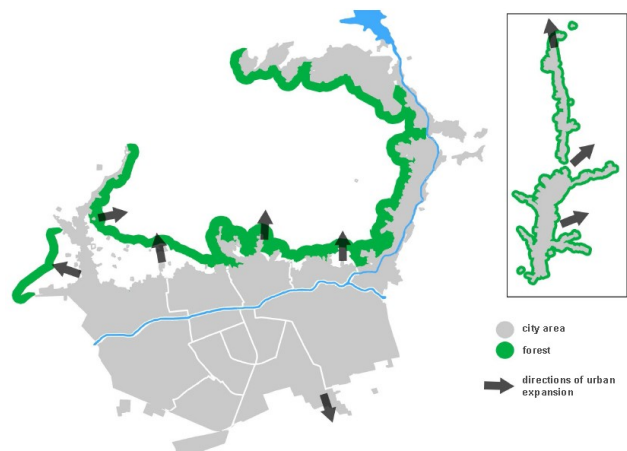 city area
forest
directions of urban
expansion